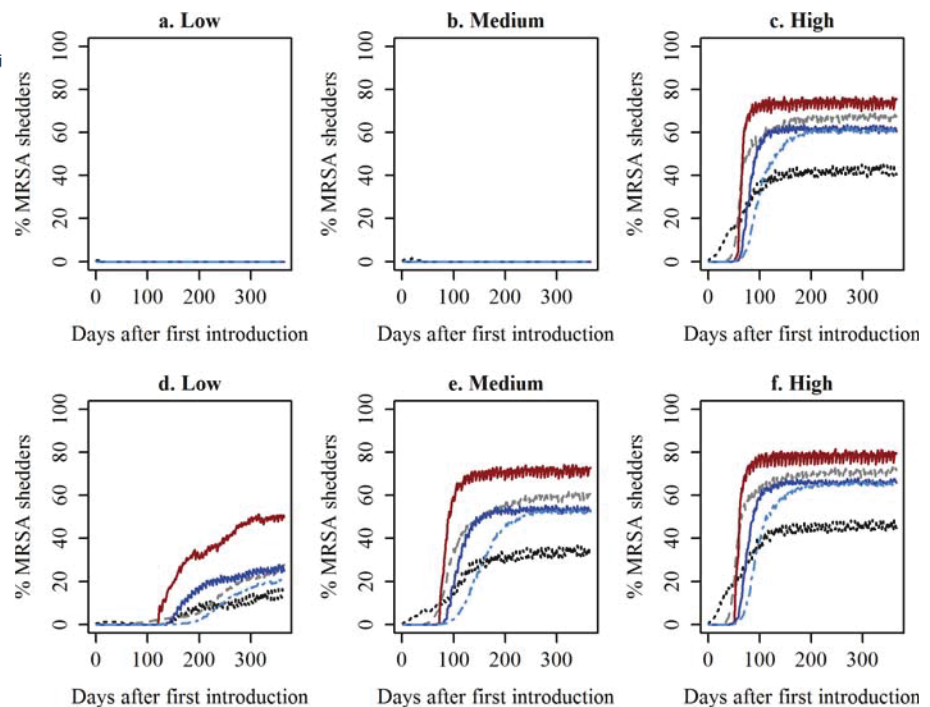 i
a. Low
b. Medium
c. High
% MRSA shedders
0 20 40 60 80 100
0 100 200 300
Days after first introduction
% MRSA shedders
0 20 40 60 80 100
0 100 200 300
Days after first introduction
% MRSA shedders
0 20 40 60 80 100
0 100 200 300
Days after first introduction
d. Low
e. Medium
f. High
% MRSA shedders
0 20 40 60 80 100
0 100 200 300
Days after first introduction
% MRSA shedders
0 20 40 60 80 100
0 100 200 300
Days after first introduction
% MRSA shedders
0 20 40 60 80 100
0 100 200 300
Days after first introduction